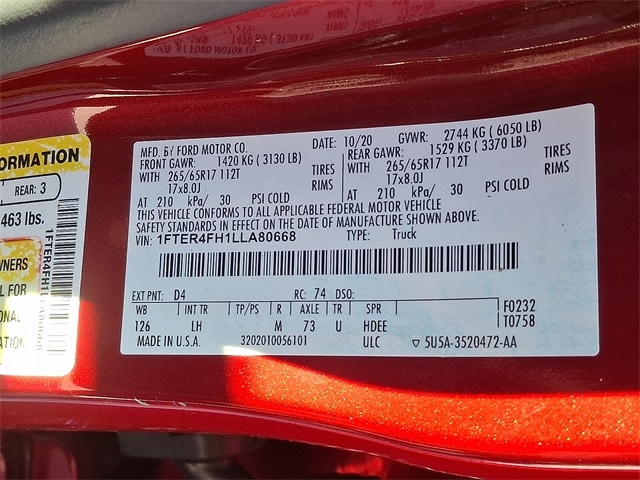 ORMATION
REAR: 3
463 lbs.
WNERS
L FOR
ONAL
ATION
1FTER4FH1LLA80668
MFD. BY FORD MOTOR CO. DATE: 10/20 GVWR: 2744 KG ( 6050 LB)
FRONT GAWR: 1420 KG ( 3130 LB) REAR GAWR: 1529 KG ( 3370 LB)
WITH 265/65R17 112T TIRES WITH 265/65R17 112T TIRES
17x8.0J RIMS 17x8.0J RIMS
AT 210 kPa/ 30 PSI COLD AT 210 kPa/ 30 PSI COLD
THIS VEHICLE CONFORMS TO ALL APPLICABLE FEDERAL MOTOR VEHICLE
SAFETY STANDARDS IN EFFECT ON THE DATE OF MANUFACTURE SHOWN ABOVE.
VIN: 1FTER4FH1LLA80668 TYPE: Truck
EXT PNT: D4 RC: 74 DSO:
WB INT TR TP/PS R AXLE TR SPR F0232
126 LH M 73 U HDEE T0758
MADE IN U.S.A. 3202010056101 ULC ▽ 5U5A-3520472-AA